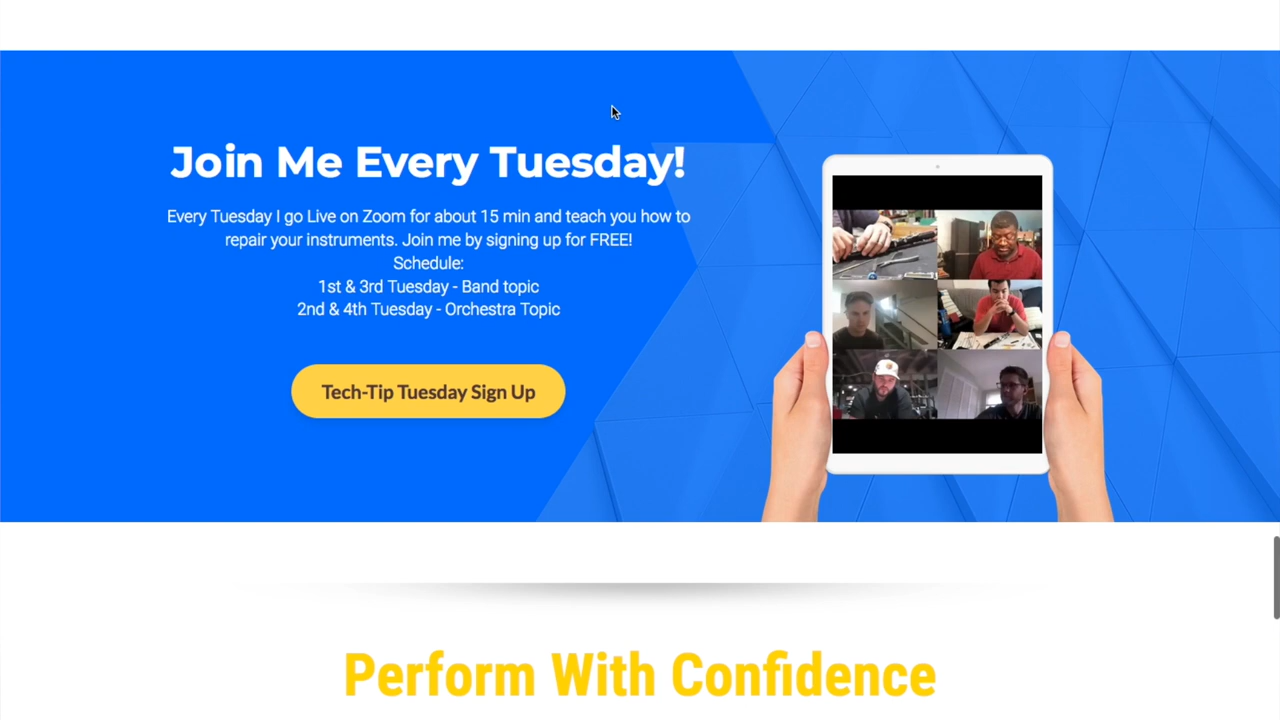 Join Me Every Tuesday!
Every Tuesday I go Live on Zoom for about 15 min and teach you how to
repair your instruments. Join me by signing up for FREE!
Schedule:
1st & 3rd Tuesday - Band topic
2nd & 4th Tuesday - Orchestra Topic
Tech-Tip Tuesday Sign Up
Perform With Confidence